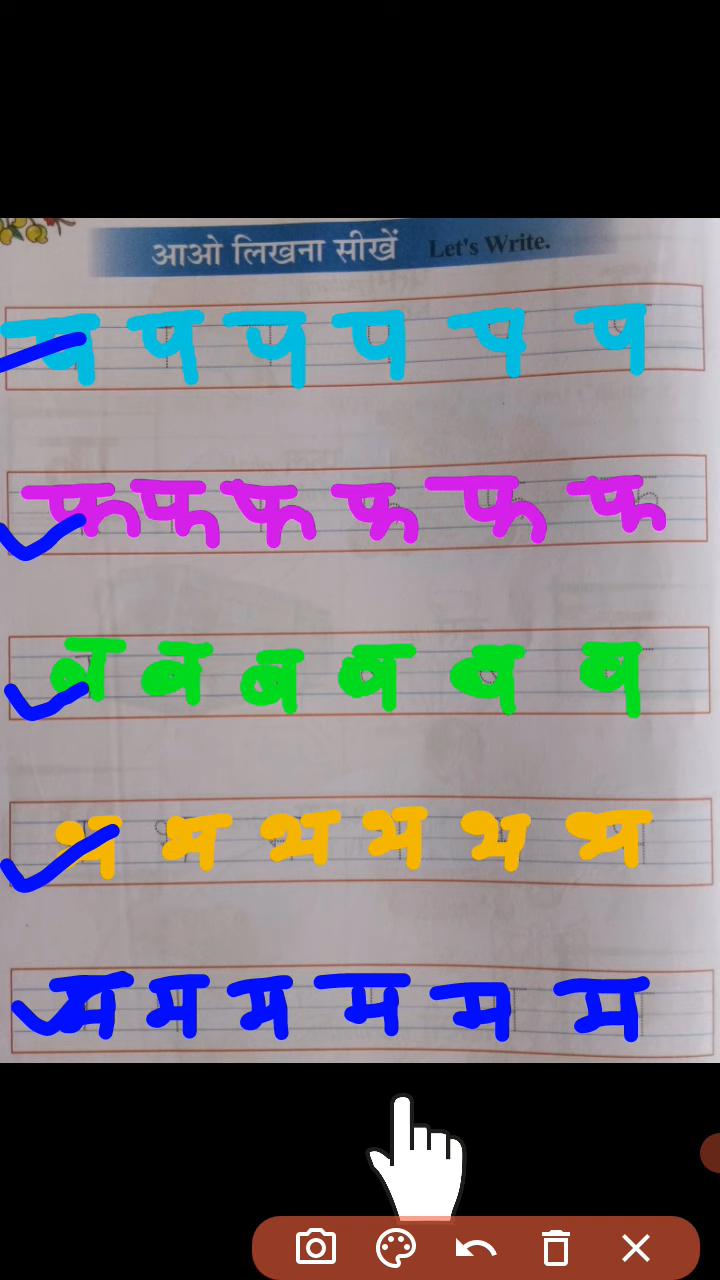 आओ लिखना सीखें Let's Write.
प प प प प प
फ फ फ फ फ फ
ब ब ब ब ब ब
भ भ भ भ भ भ
म म म म म म